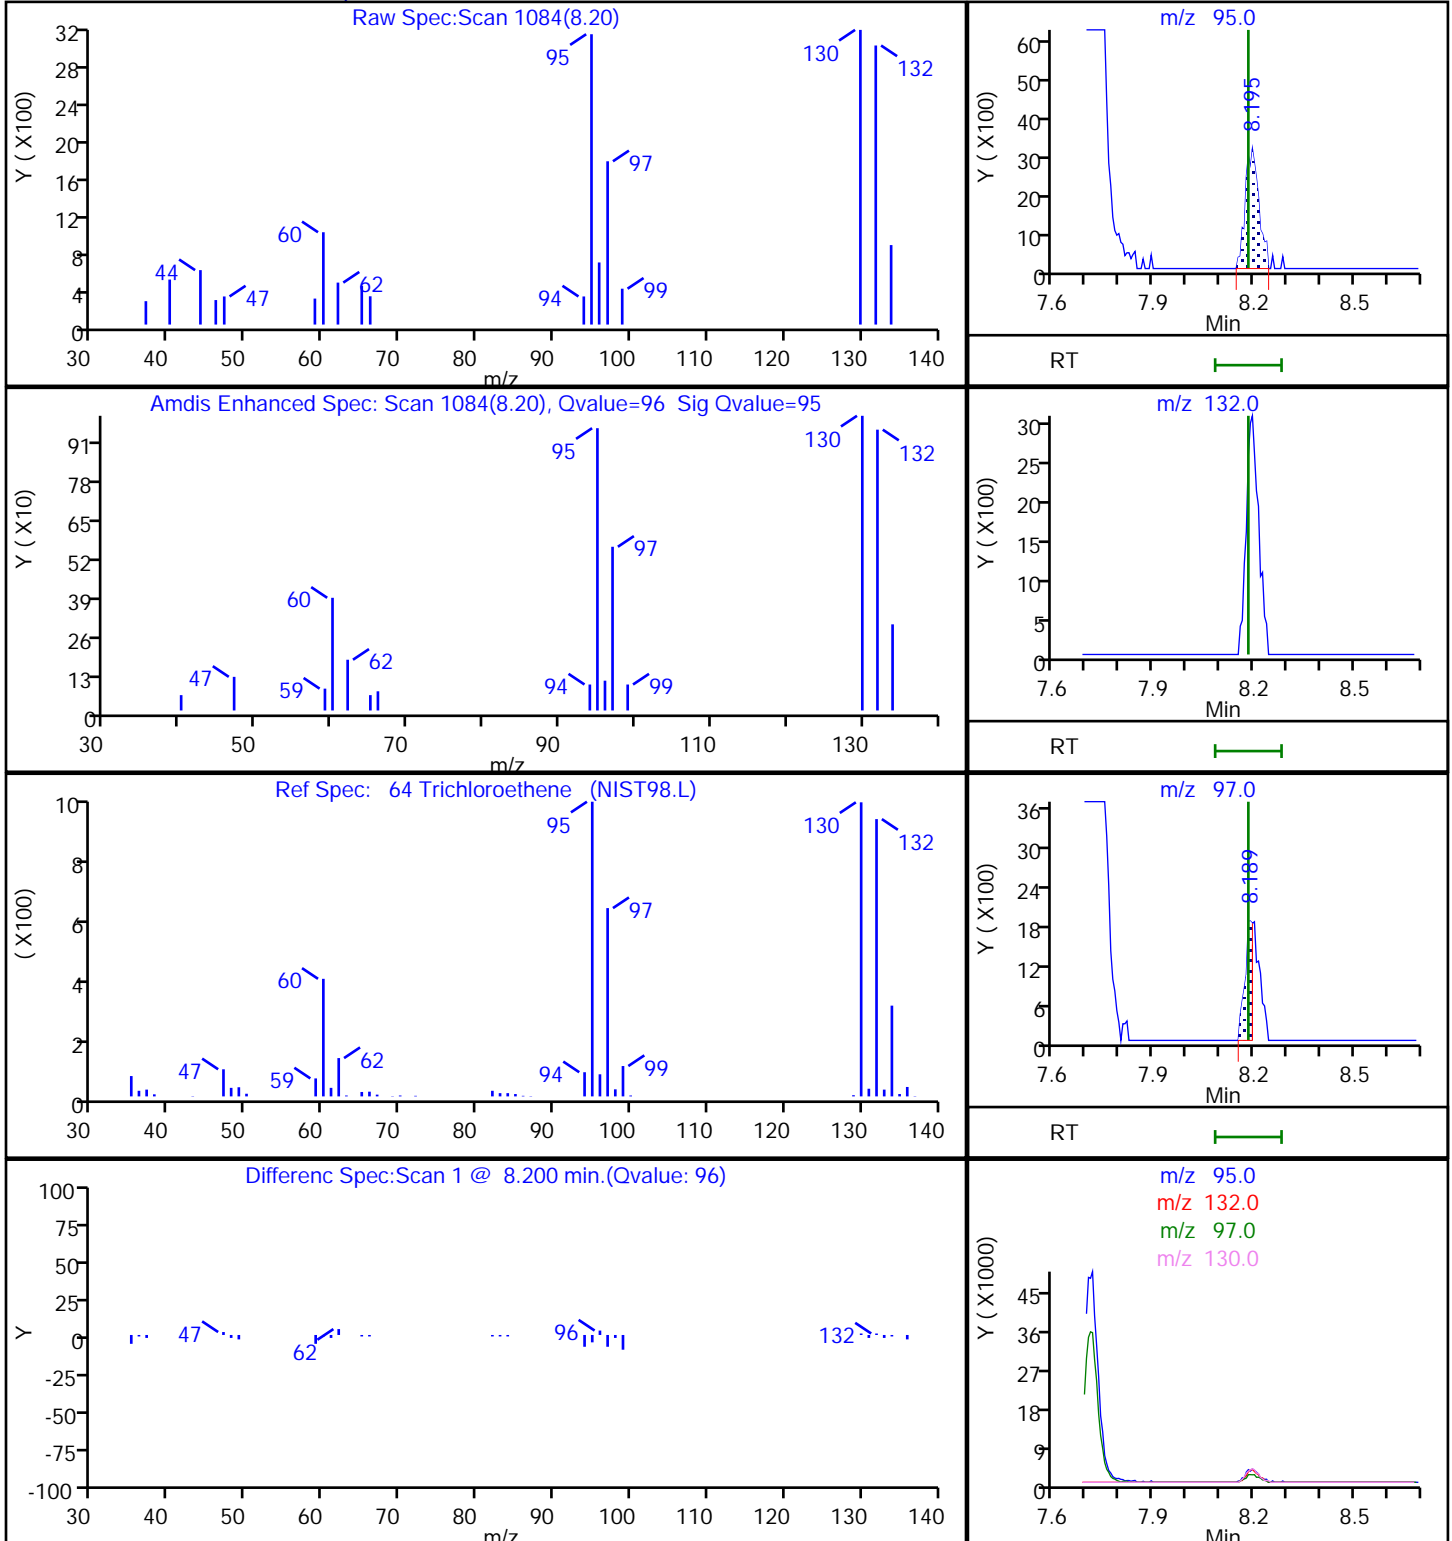 Raw Spec:Scan 1084(8.20)
Y ( X100)
32
28
24
20
16
12
8
4
0
44
47
60
62
94
95
97
99
130
132
30 40 50 60 70 80 90 100 110 120 130 140
m/z
m/z 95.0
Y ( X100)
60
50
40
30
20
10
0
8.195
7.6 7.9 8.2 8.5
Min
RT
Amdis Enhanced Spec: Scan 1084(8.20), Qvalue=96 Sig Qvalue=95
Y ( X10)
91
78
65
52
39
26
13
0
47
59
60
62
94
95
97
99
130
132
30 50 70 90 110 130
m/z
m/z 132.0
Y ( X100)
30
25
20
15
10
5
0
7.6 7.9 8.2 8.5
Min
RT
Ref Spec: 64 Trichloroethene (NIST98.L)
( X100)
10
8
6
4
2
0
47
59
60
62
94
95
97
99
130
132
30 40 50 60 70 80 90 100 110 120 130 140
m/z 97.0
Y ( X100)
36
30
24
18
12
6
0
8.189
7.6 7.9 8.2 8.5
Min
RT
Differenc Spec:Scan 1 @ 8.200 min.(Qvalue: 96)
Y
100
75
50
25
0
-25
-50
-75
-100
47
62
96
132
30 40 50 60 70 80 90 100 110 120 130 140
m/z
m/z 95.0
m/z 132.0
m/z 97.0
m/z 130.0
Y ( X1000)
45
36
27
18
9
0
7.6 7.9 8.2 8.5
Min